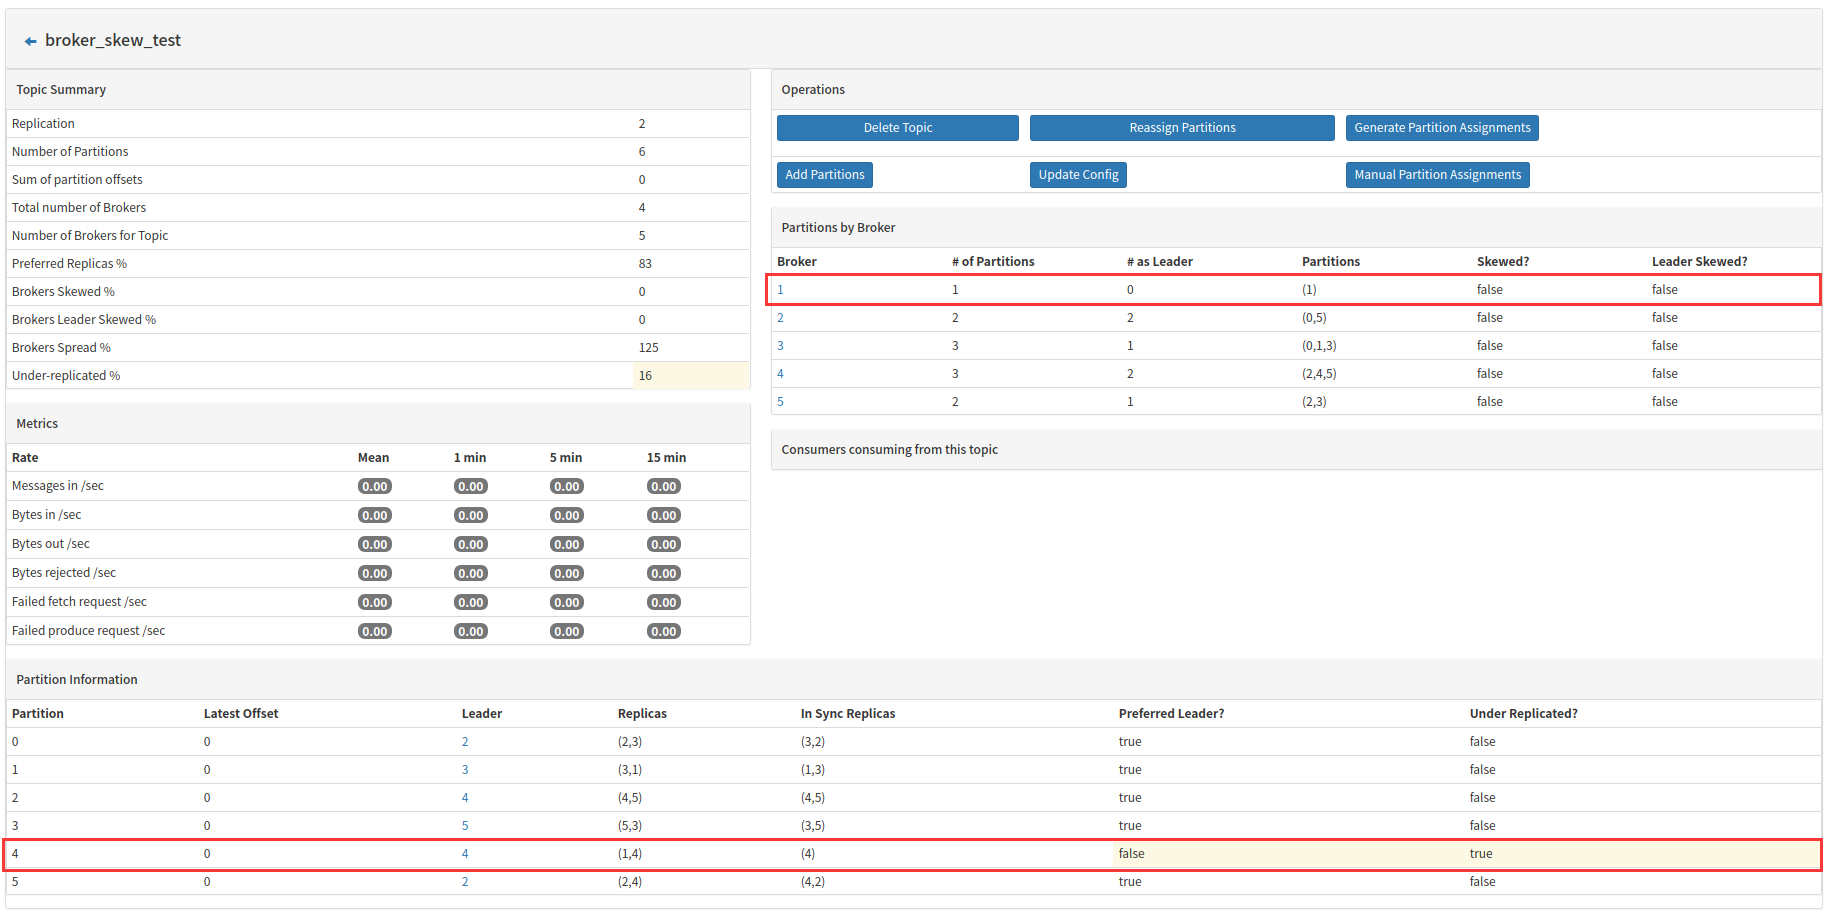 broker_skew_test
Topic Summary
Replication 2
Number of Partitions 6
Sum of partition offsets 0
Total number of Brokers 4
Number of Brokers for Topic 5
Preferred Replicas % 83
Brokers Skewed % 0
Brokers Leader Skewed % 0
Brokers Spread % 125
Under-replicated % 16
Metrics
Rate Mean 1 min 5 min 15 min
Messages in /sec 0.00 0.00 0.00 0.00
Bytes in /sec 0.00 0.00 0.00 0.00
Bytes out /sec 0.00 0.00 0.00 0.00
Bytes rejected /sec 0.00 0.00 0.00 0.00
Failed fetch request /sec 0.00 0.00 0.00 0.00
Failed produce request /sec 0.00 0.00 0.00 0.00
Operations
Delete Topic Reassign Partitions Generate Partition Assignments
Add Partitions Update Config Manual Partition Assignments
Partitions by Broker
Broker # of Partitions # as Leader Partitions Skewed? Leader Skewed?
1 1 0 (1) false false
2 2 2 (0,5) false false
3 3 1 (0,1,3) false false
4 3 2 (2,4,5) false false
5 2 1 (2,3) false false
Consumers consuming from this topic
Partition Information
Partition Latest Offset Leader Replicas In Sync Replicas Preferred Leader? Under Replicated?
0 0 2 (2,3) (3,2) true false
1 0 3 (3,1) (1,3) true false
2 0 4 (4,5) (4,5) true false
3 0 5 (5,3) (3,5) true false
4 0 4 (1,4) (4) false true
5 0 2 (2,4) (4,2) true false